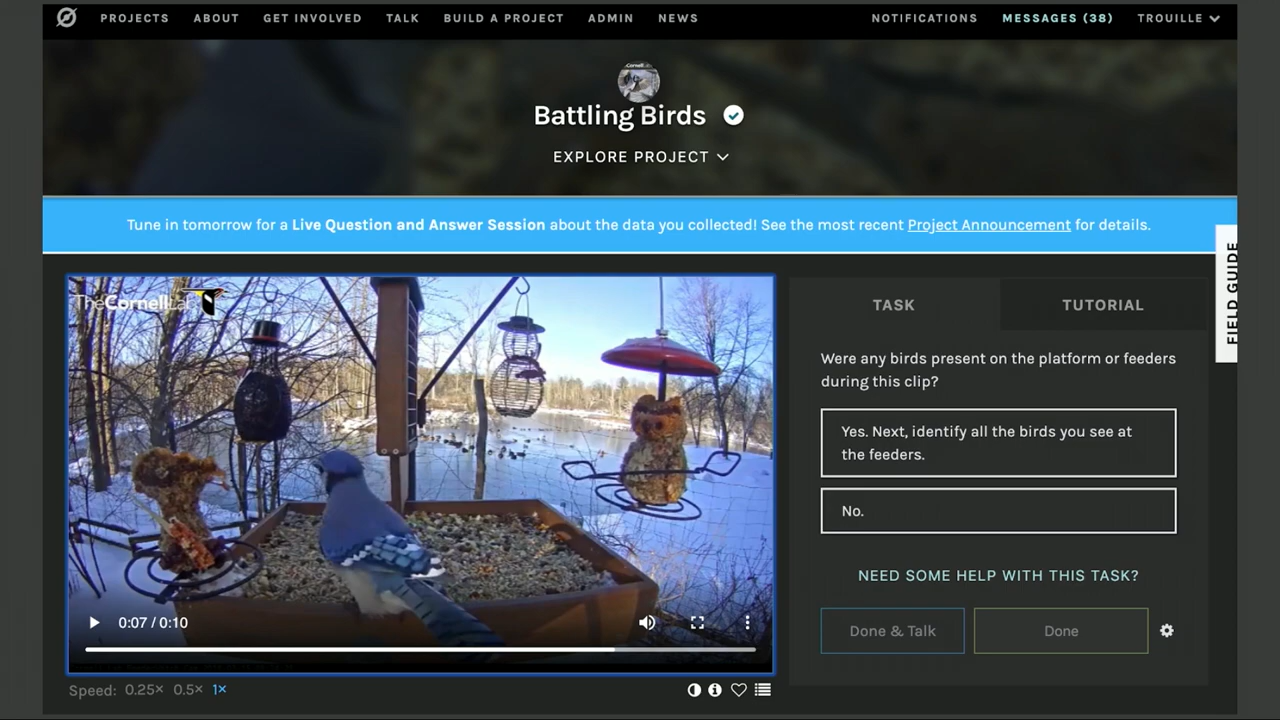 PROJECTS ABOUT GET INVOLVED TALK BUILD A PROJECT ADMIN NEWS NOTIFICATIONS MESSAGES (38) TROUILLE
Battling Birds
EXPLORE PROJECT
Tune in tomorrow for a Live Question and Answer Session about the data you collected! See the most recent Project Announcement for details.
FIELD GUIDE
TheCornellLab
TASK TUTORIAL
Were any birds present on the platform or feeders
during this clip?
Yes. Next, identify all the birds you see at
the feeders.
No.
NEED SOME HELP WITH THIS TASK?
0:07 / 0:10
Done & Talk Done
Speed: 0.25× 0.5× 1×